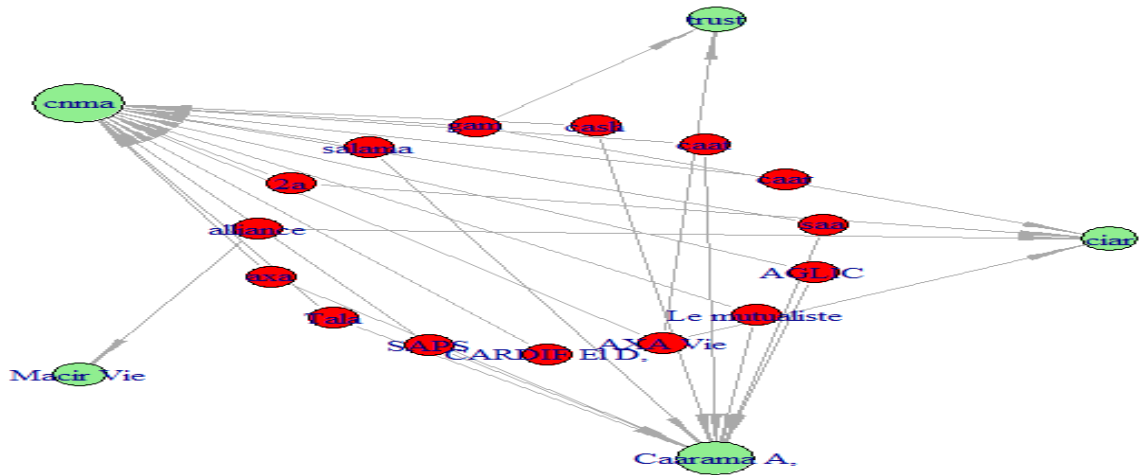 trust
cnma
gam
cash
caat
salama
caar
2a
saa
alliance
ciar
axa
AGLIC
Tala
Le mutualiste
SAPS
AXA Vie
CARDIF El D,
Macir Vie
Caarama A,